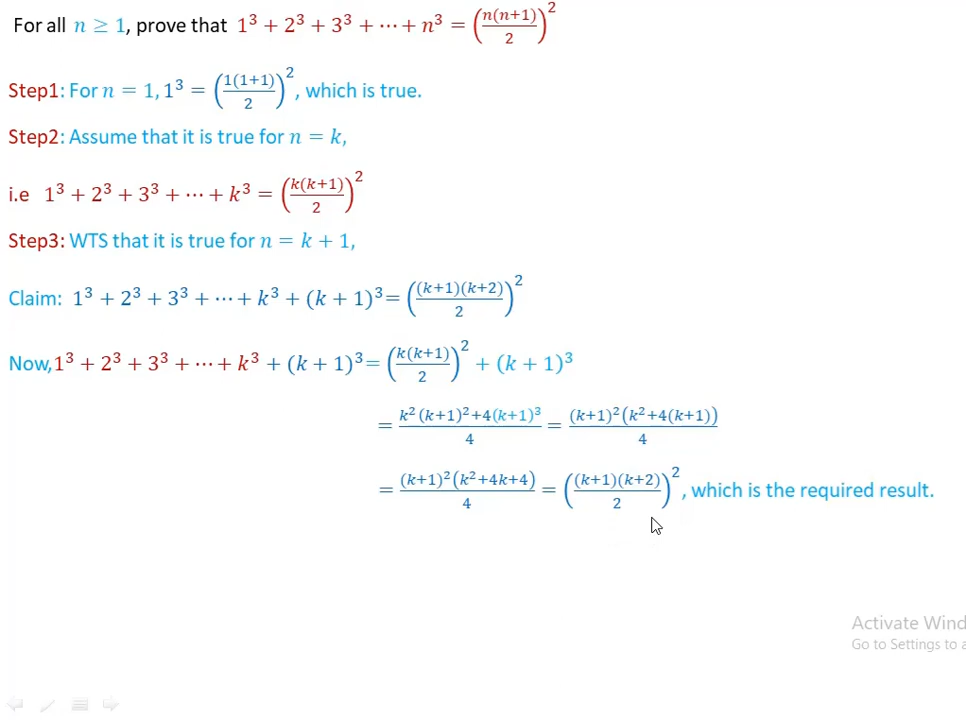 For all n ≥ 1, prove that 1³ + 2³ + 3³ + ⋯ + n³ = (n(n+1)/2)²
Step1: For n = 1, 1³ = (1(1+1)/2)², which is true.
Step2: Assume that it is true for n = k,
i.e 1³ + 2³ + 3³ + ⋯ + k³ = (k(k+1)/2)²
Step3: WTS that it is true for n = k + 1,
Claim: 1³ + 2³ + 3³ + ⋯ + k³ + (k + 1)³= ((k+1)(k+2)/2)²
Now, 1³ + 2³ + 3³ + ⋯ + k³ + (k + 1)³= (k(k+1)/2)² + (k + 1)³
= k²(k+1)²+4(k+1)³/4 = (k+1)²(k²+4(k+1))/4
= (k+1)²(k²+4k+4)/4 = ((k+1)(k+2)/2)², which is the required result.
Activate Wind
Go to Settings to a